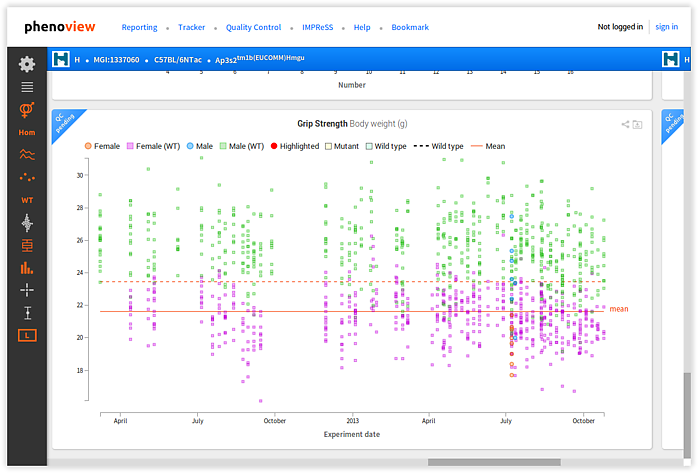 phenoview Reporting Tracker Quality Control IMPReSS Help Bookmark Not logged in sign in
H H MGI:1337060 C57BL/6NTac Ap3s2tm1b(EUCOMM)Hmgu H H
4 5 6 7 8 9 10 11 12 13 14 15 16
Number
QC pending
Grip Strength Body weight (g)
QC pending
Female Female (WT) Male Male (WT) Highlighted Mutant Wild type Wild type Mean
Hom
WT
L
30
28
26
24
22
20
18
mean
April July October 2013 April July October
Experiment date